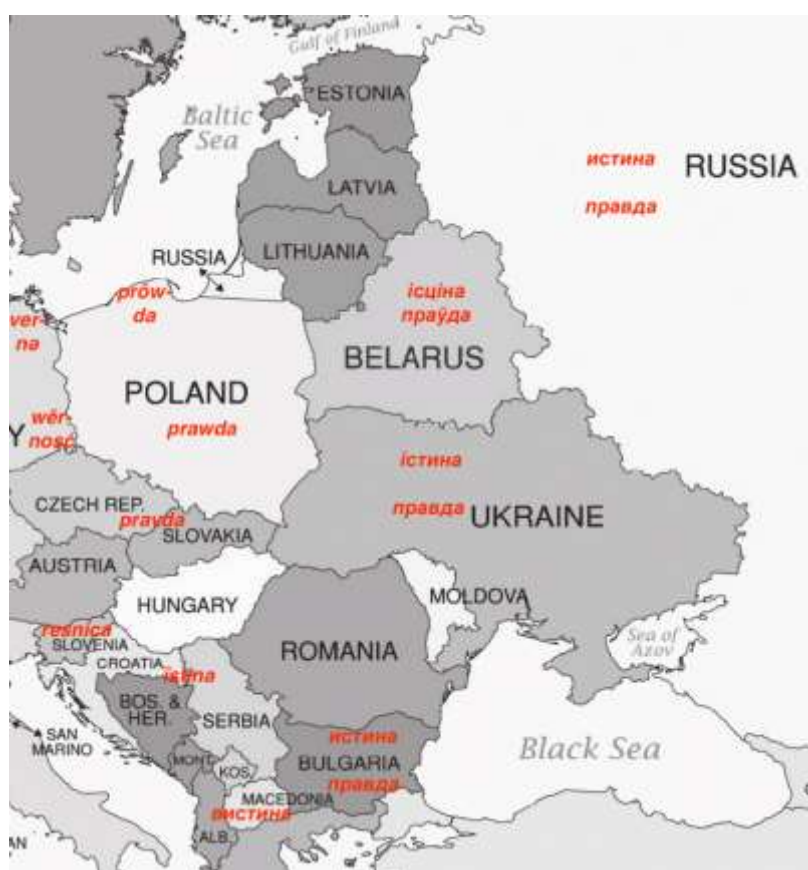 Gulf of Finland
ESTONIA
Baltic
Sea
истина
RUSSIA
LATVIA
правда
LITHUANIA
RUSSIA
prôw-
da
ісціна
праўда
ver-
na
BELARUS
POLAND
wěr-
nosć
Y
prawda
істина
CZECH REP.
pravda
правда
UKRAINE
SLOVAKIA
AUSTRIA
HUNGARY
MOLDOVA
resnica
SLOVENIA
Sea of
Azov
CROATIA
istina
ROMANIA
BOS. &
HER.
SERBIA
SAN
MARINO
истина
Black Sea
MONT.
KOS.
BULGARIA
правда
MACEDONIA
вистина
ALB.
AN